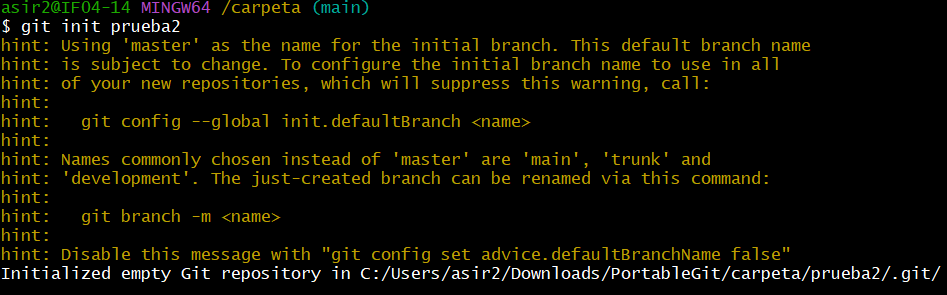 asir2@IFO4-14 MINGW64 /carpeta (main)
$ git init prueba2
hint: Using 'master' as the name for the initial branch. This default branch name
hint: is subject to change. To configure the initial branch name to use in all
hint: of your new repositories, which will suppress this warning, call:
hint:
hint:   git config --global init.defaultBranch <name>
hint:
hint: Names commonly chosen instead of 'master' are 'main', 'trunk' and
hint: 'development'. The just-created branch can be renamed via this command:
hint:
hint:   git branch -m <name>
hint:
hint: Disable this message with "git config set advice.defaultBranchName false"
Initialized empty Git repository in C:/Users/asir2/Downloads/PortableGit/carpeta/prueba2/.git/